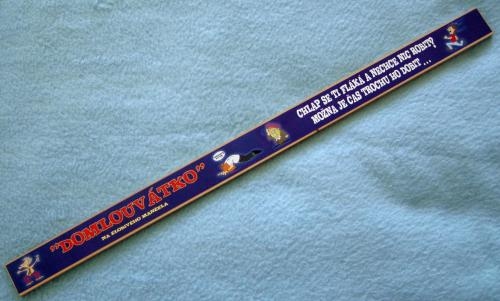 "DOMLOUVÁTKO"
NA ZLOBIVÉHO MANŽELA
CHLAP SE TI FLÁKÁ A NECHCE NIC ROBIT?
MOŽNÁ JE ČAS TROCHU HO DOBÍT ...